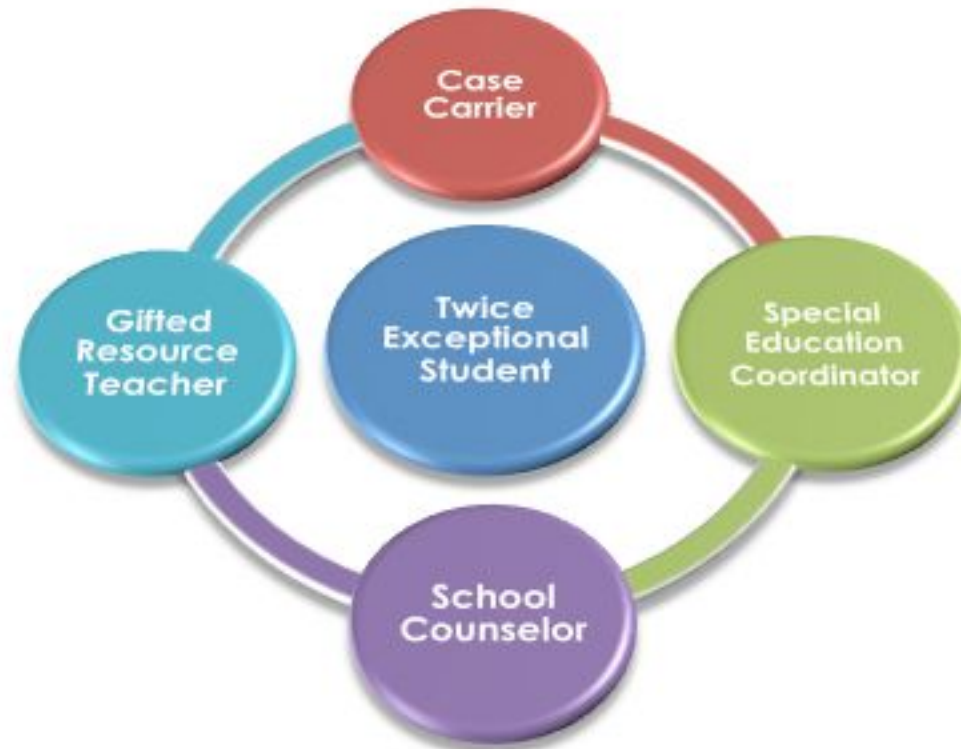 Case
Carrier
Gifted
Resource
Teacher
Twice
Exceptional
Student
Special
Education
Coordinator
School
Counselor